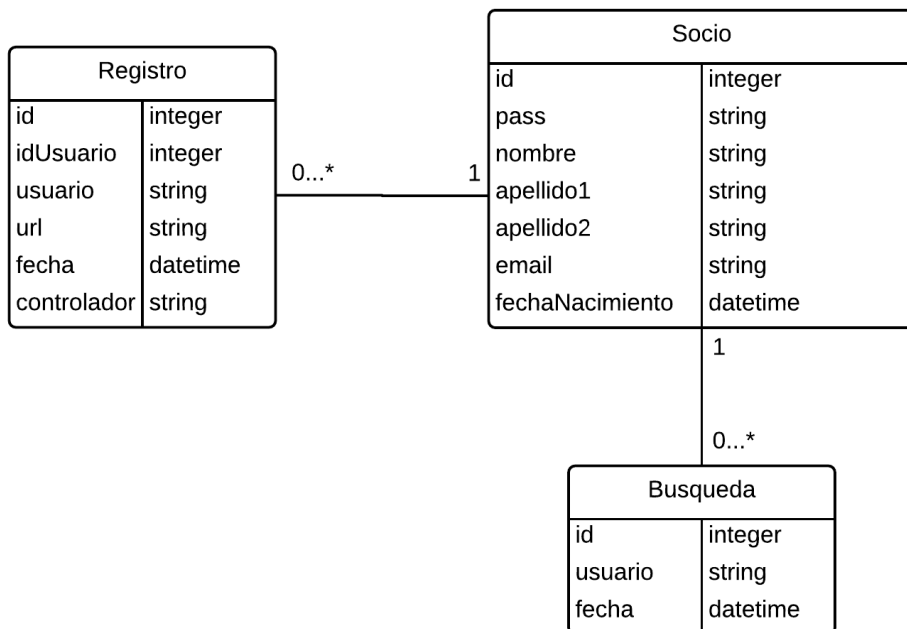 Registro
id integer
idUsuario integer
usuario string
url string
fecha datetime
controlador string
0...* 1
Socio
id integer
pass string
nombre string
apellido1 string
apellido2 string
email string
fechaNacimiento datetime
1
0...*
Busqueda
id integer
usuario string
fecha datetime